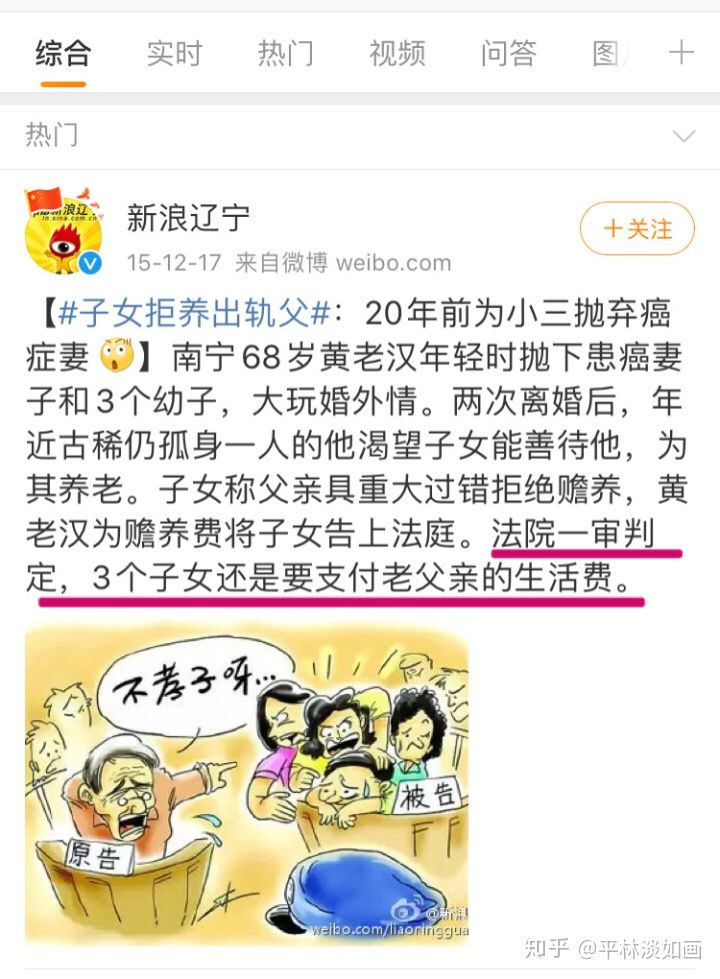 综合 实时 热门 视频 问答 图
热门
新浪辽宁
+关注
15-12-17 来自微博 weibo.com
【#子女拒养出轨父#：20年前为小三抛弃癌
症妻】南宁68岁黄老汉年轻时抛下患癌妻
子和3个幼子，大玩婚外情。两次离婚后，年
近古稀仍孤身一人的他渴望子女能善待他，为
其养老。子女称父亲具重大过错拒绝赡养，黄
老汉为赡养费将子女告上法庭。法院一审判
定，3个子女还是要支付老父亲的生活费。
不孝子呀...
被告
原告
@新浪
weibo.com/liaoninggua
知乎 @平林淡如画